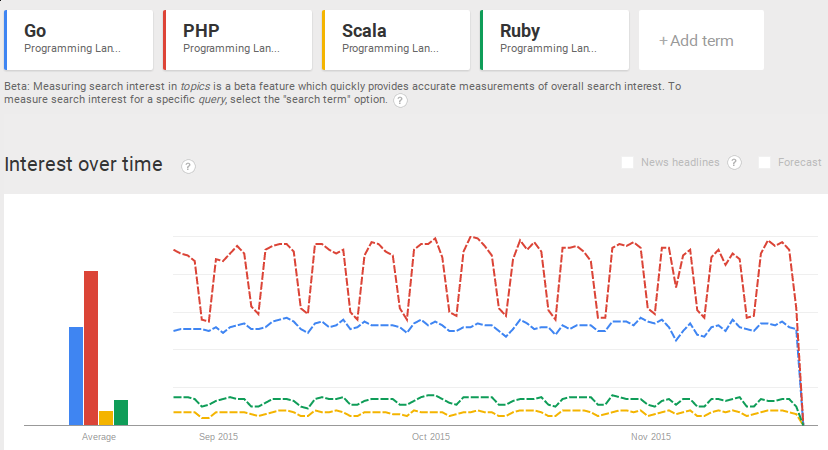 Go PHP Scala Ruby
Programming Lan... Programming Lan... Programming Lan... Programming Lan...
+ Add term
Beta: Measuring search interest in topics is a beta feature which quickly provides accurate measurements of overall search interest. To
measure search interest for a specific query, select the "search term" option. ?
Interest over time ? News headlines ? Forecast
Average Sep 2015 Oct 2015 Nov 2015